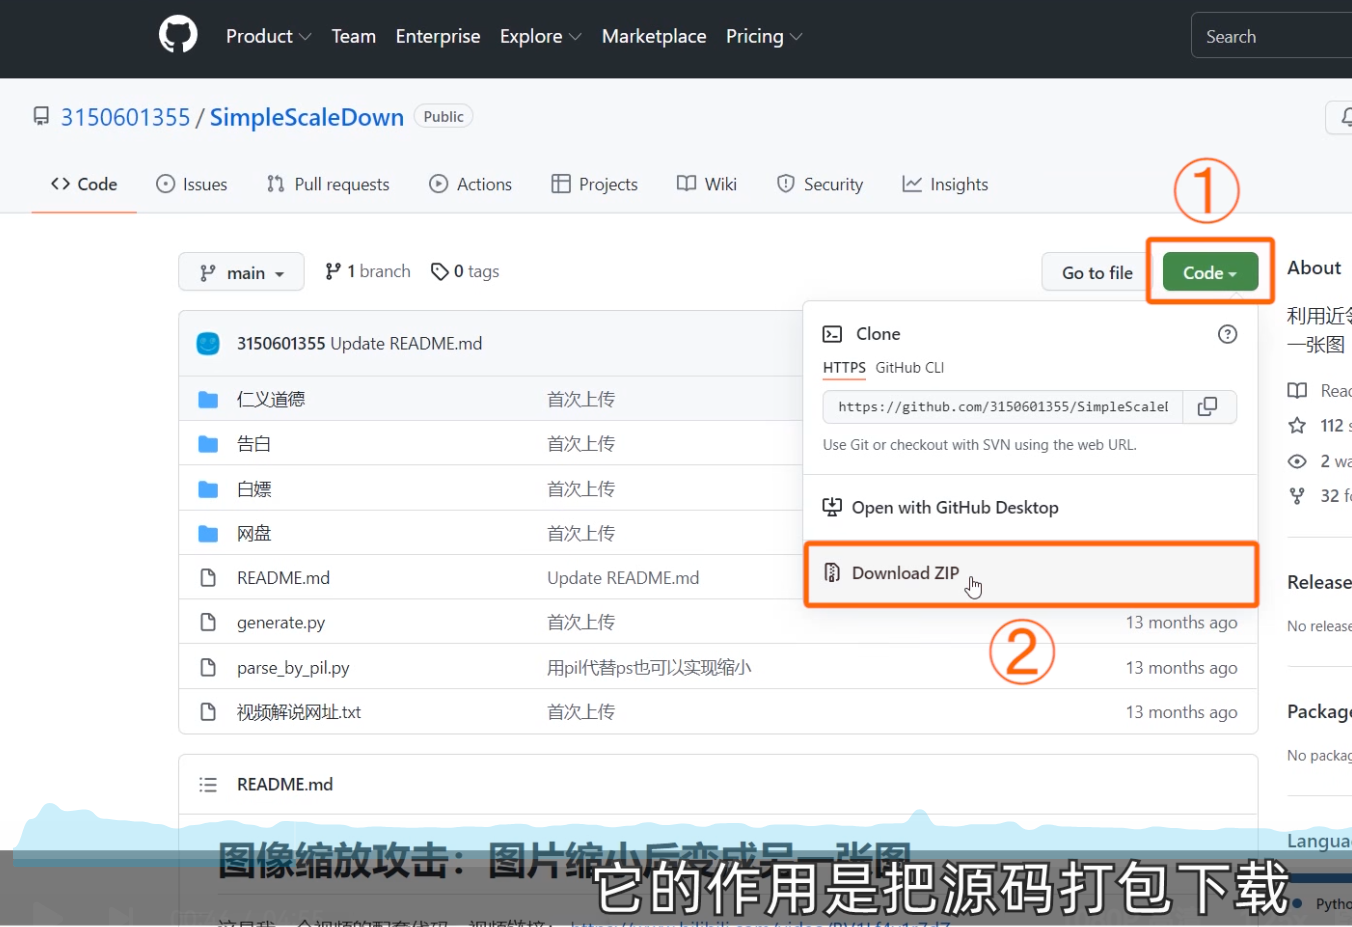 Product Team Enterprise Explore Marketplace Pricing Search
3150601355 / SimpleScaleDown Public
Code Issues Pull requests Actions Projects Wiki Security Insights
①
main 1 branch 0 tags Go to file Code About
利用近邻
一张图
3150601355 Update README.md
Clone
HTTPS GitHub CLI
https://github.com/3150601355/SimpleScaleD
Use Git or checkout with SVN using the web URL.
Open with GitHub Desktop
Download ZIP
②
仁义道德 首次上传
告白 首次上传
白嫖 首次上传
网盘 首次上传
README.md Update README.md
generate.py 首次上传 13 months ago
parse_by_pil.py 用pil代替ps也可以实现缩小 13 months ago
视频解说网址.txt 首次上传 13 months ago
Read
112 s
2 wa
32 fo
Release
No release
Package
No packag
Langua
Pytho
README.md
图像缩放攻击：图片缩小后变成另一张图
它的作用是把源码打包下载